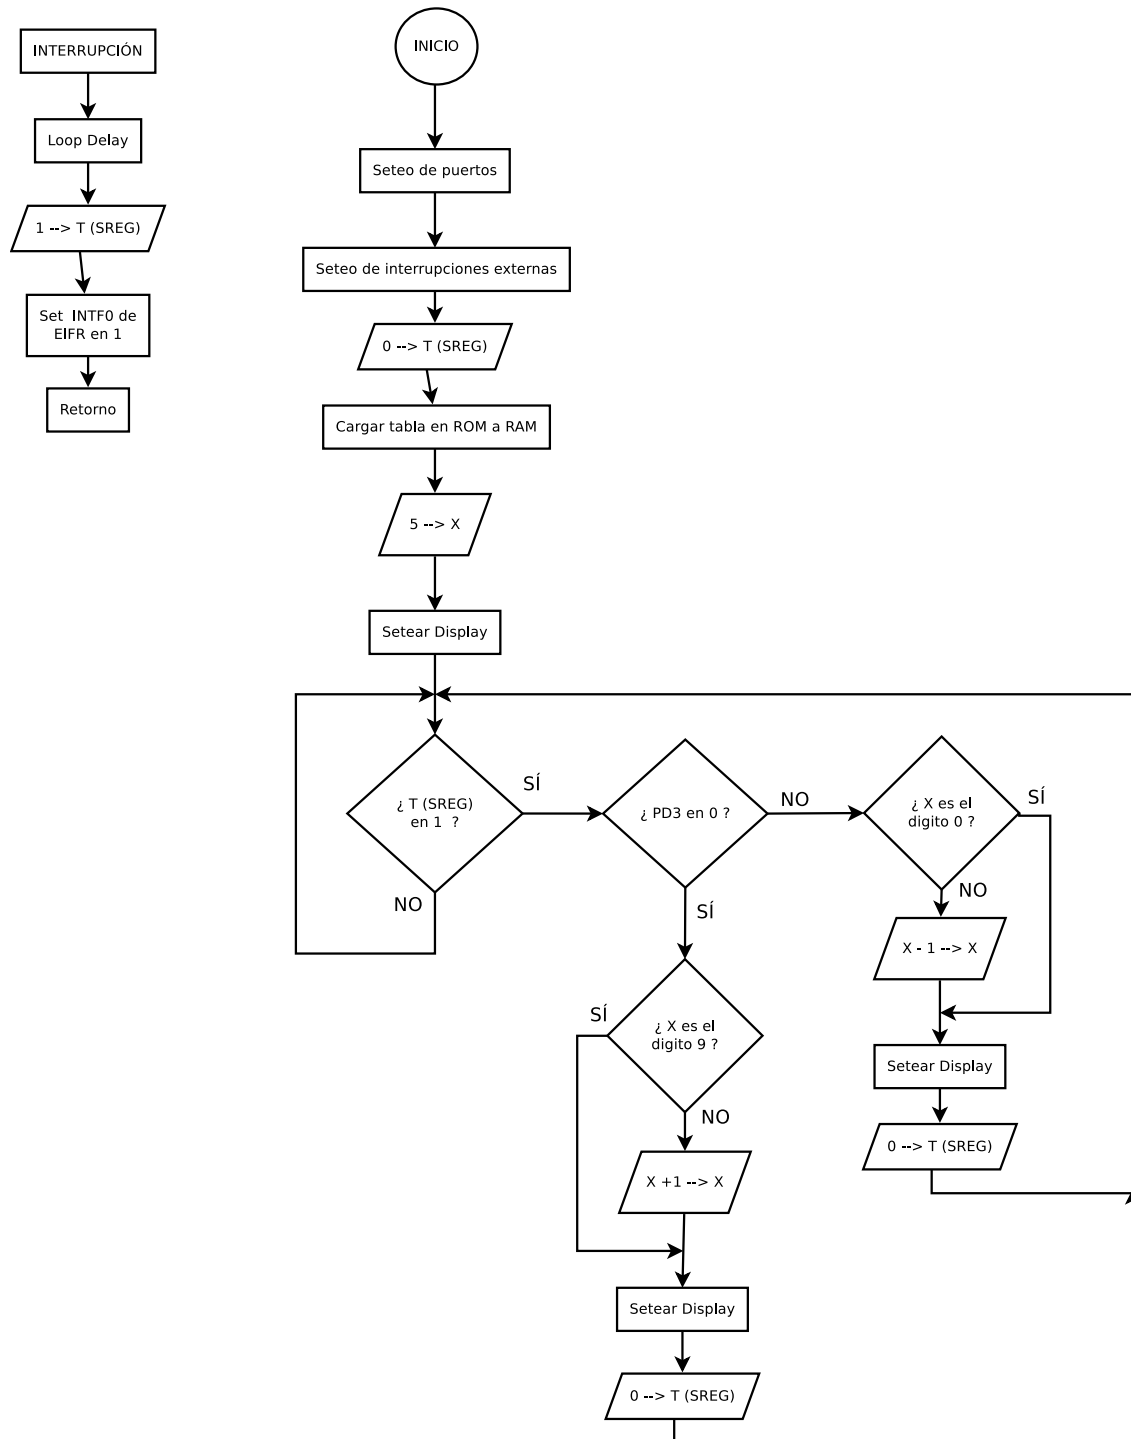 INTERRUPCIÓN
Loop Delay
1 --> T (SREG)
Set INTF0 de
EIFR en 1
Retorno
INICIO
Seteo de puertos
Seteo de interrupciones externas
0 --> T (SREG)
Cargar tabla en ROM a RAM
5 --> X
Setear Display
¿ T (SREG)
en 1 ?
SÍ
NO
¿ PD3 en 0 ?
NO
SÍ
¿ X es el
digito 0 ?
SÍ
NO
X - 1 --> X
Setear Display
0 --> T (SREG)
¿ X es el
digito 9 ?
SÍ
NO
X +1 --> X
Setear Display
0 --> T (SREG)